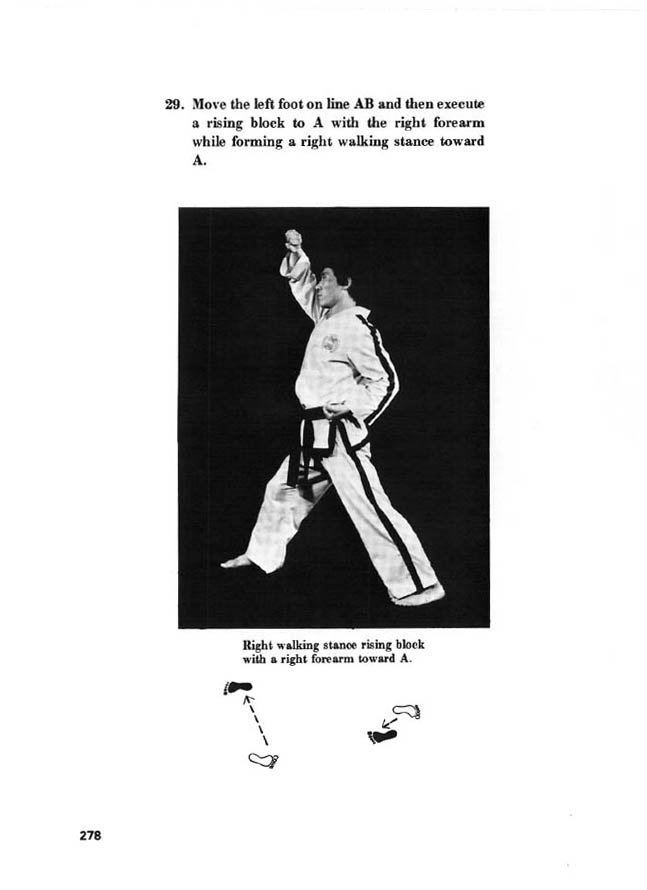 29. Move the left foot on line AB and then execute
a rising block to A with the right forearm
while forming a right walking stance toward
A.
Right walking stance rising block
with a right forearm toward A.
278